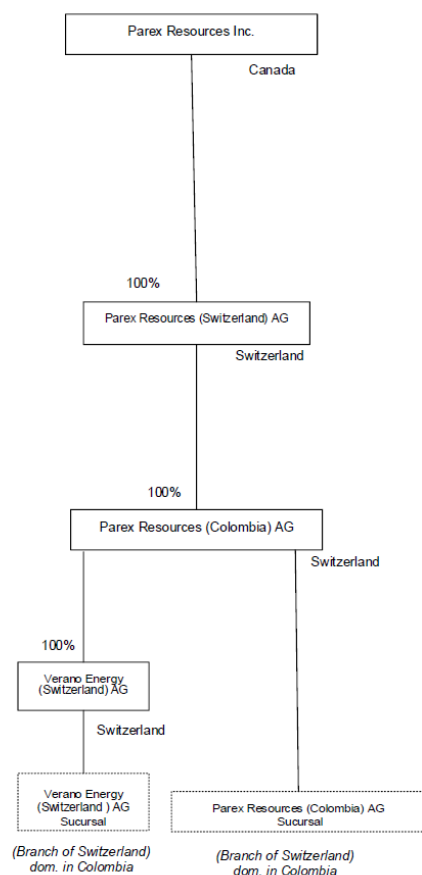 Parex Resources Inc.
Canada
100%
Parex Resources (Switzerland) AG
Switzerland
100%
Parex Resources (Colombia) AG
Switzerland
100%
Verano Energy
(Switzerland) AG
Switzerland
Verano Energy
(Switzerland ) AG
Sucursal
(Branch of Switzerland)
dom. in Colombia
Parex Resources (Colombia) AG
Sucursal
(Branch of Switzerland)
dom. in Colombia